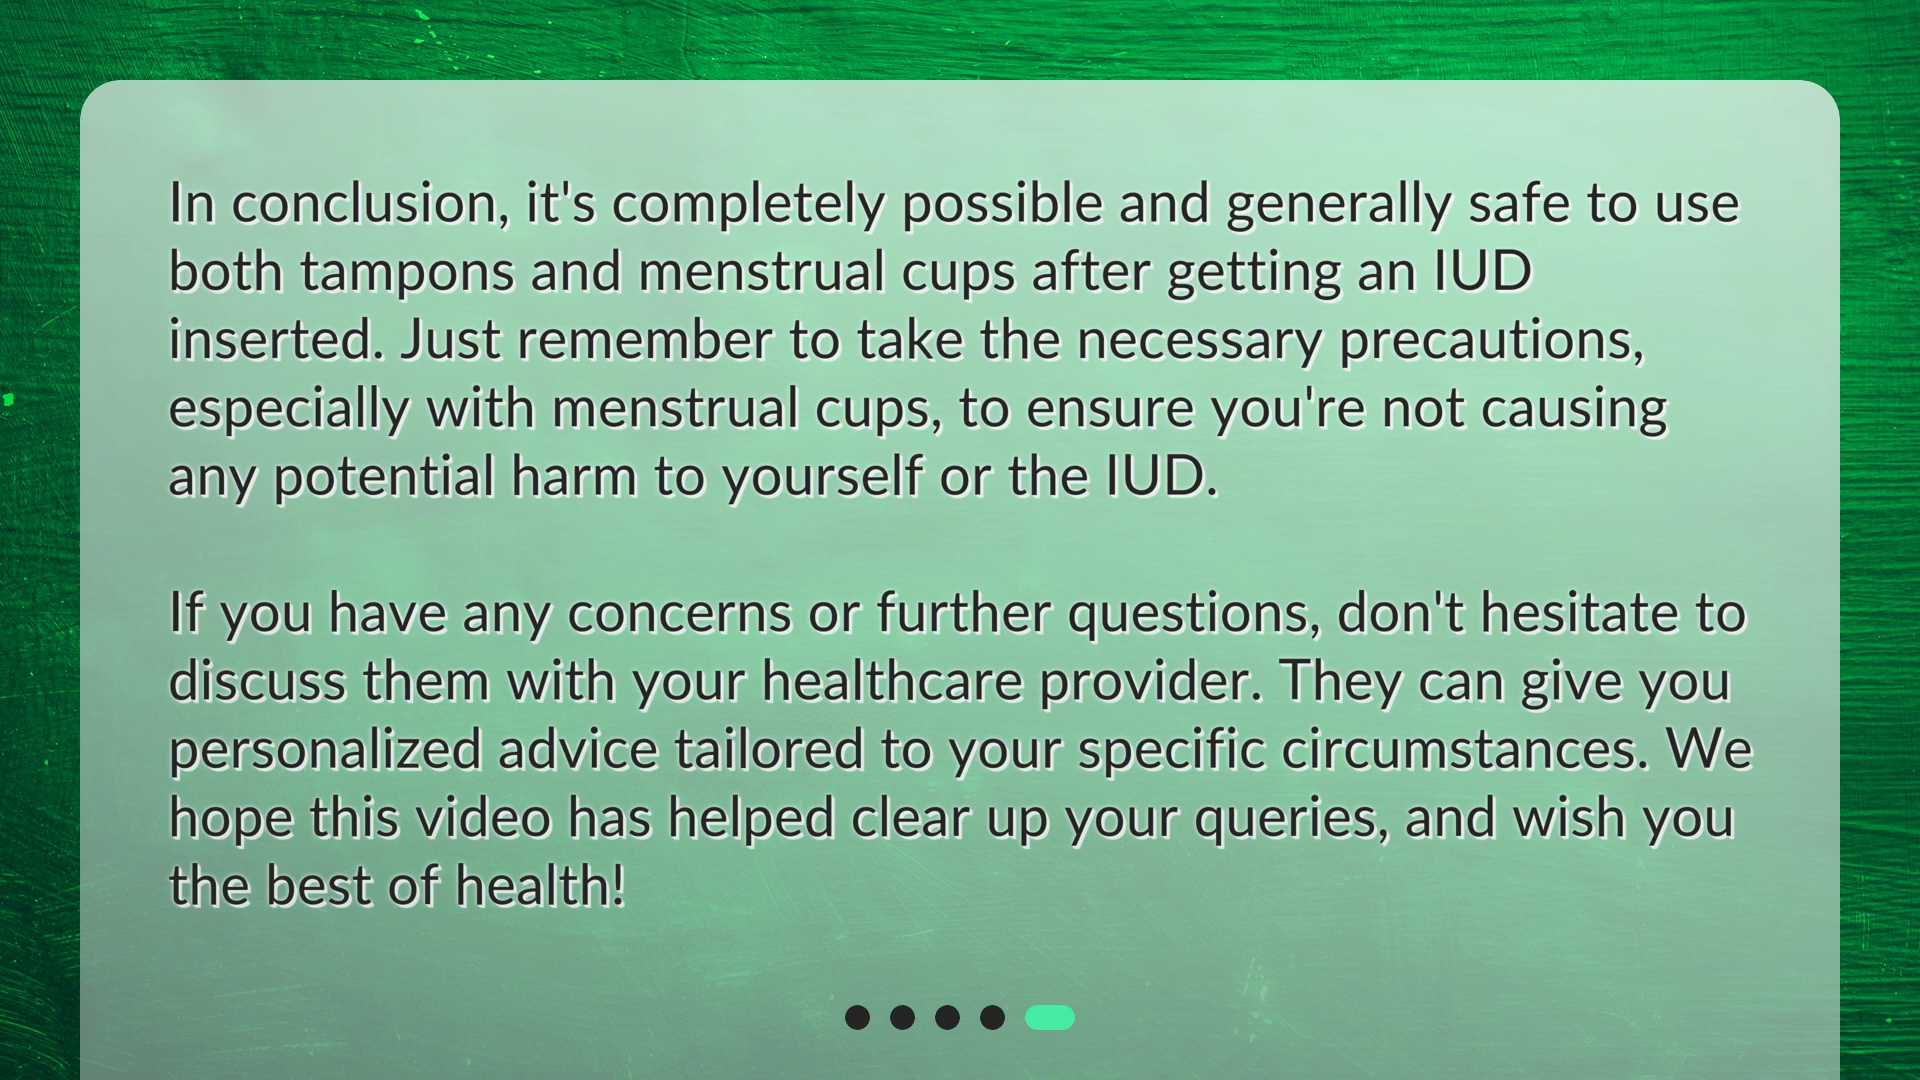 In conclusion, it's completely possible and generally safe to use
both tampons and menstrual cups after getting an IUD
inserted. Just remember to take the necessary precautions,
especially with menstrual cups, to ensure you're not causing
any potential harm to yourself or the IUD.
If you have any concerns or further questions, don't hesitate to
discuss them with your healthcare provider. They can give you
personalized advice tailored to your specific circumstances. We
hope this video has helped clear up your queries, and wish you
the best of health!